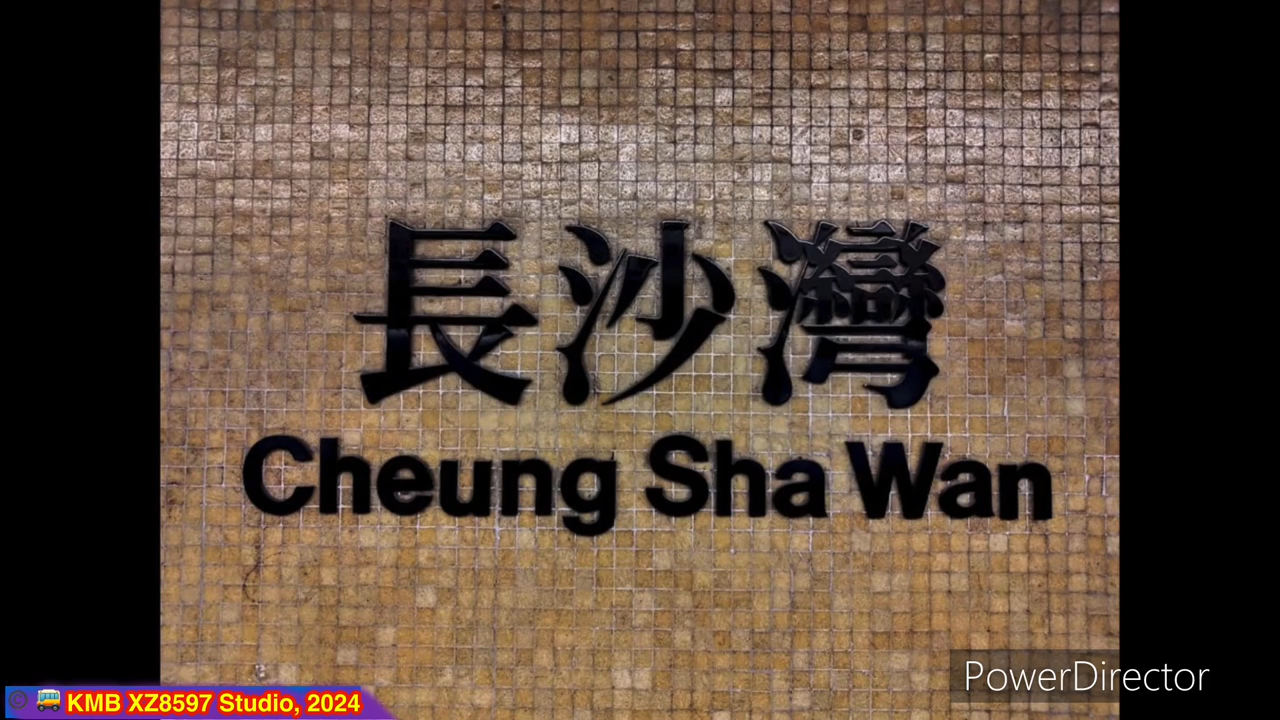 長沙灣
Cheung Sha Wan
© 🚌 KMB XZ8597 Studio, 2024
PowerDirector